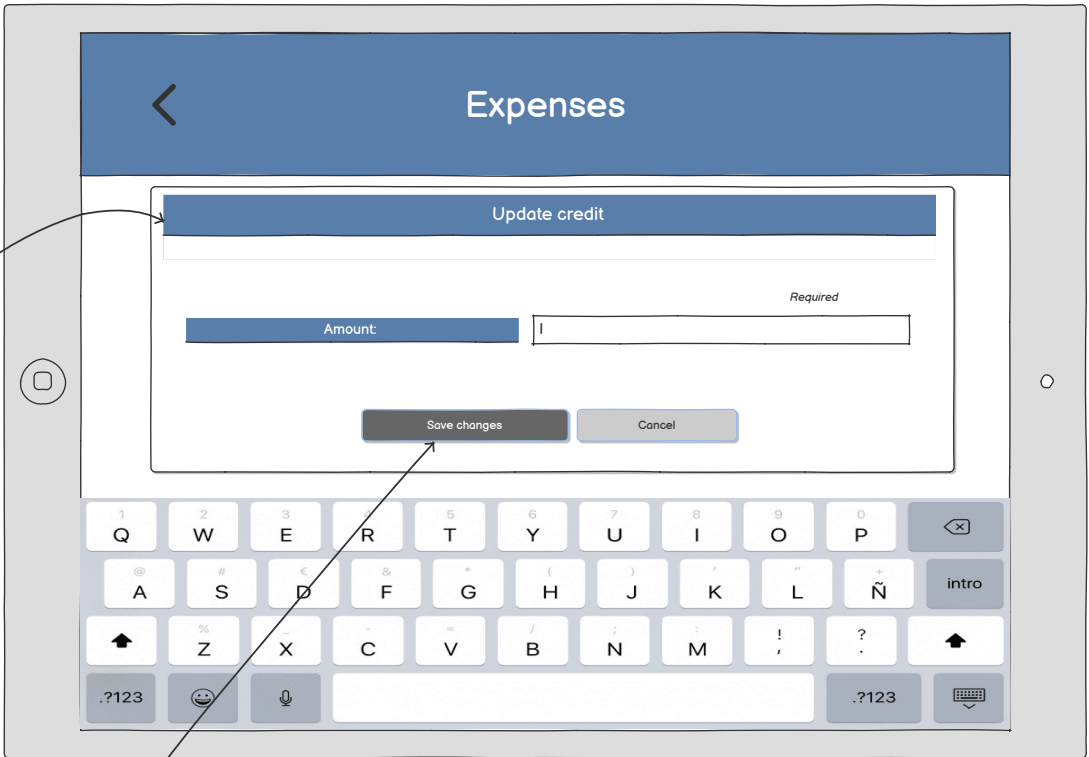 Expenses
Update credit
Required
Amount:
Save changes
Cancel
1 2 3 4 5 6 7 8 9 0
Q W E R T Y U I O P
@ # € & * ( ) ' " +
A S D F G H J K L Ñ intro
% - ~ = / ; : ! ?
Z X C V B N M , .
.?123 .?123